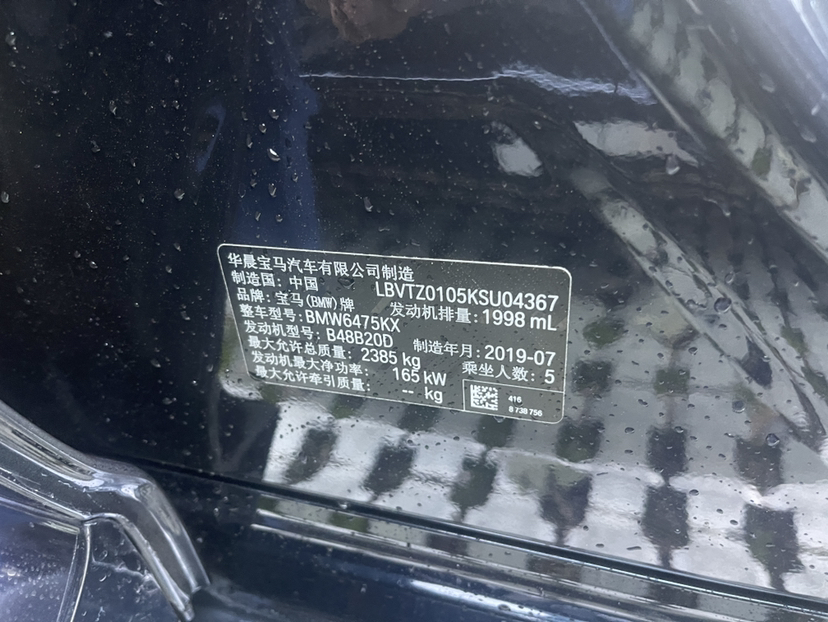 华晨宝马汽车有限公司制造
制造国: 中国 LBVTZ0105KSU04367
品牌: 宝马(BMW)牌 发动机排量: 1998 mL
整车型号: BMW6475KX
发动机型号: B48B20D 制造年月: 2019-07
最大允许总质量: 2385 kg 乘坐人数: 5
发动机最大净功率: 165 kW
最大允许牵引质量: -- kg
416
8 738 756